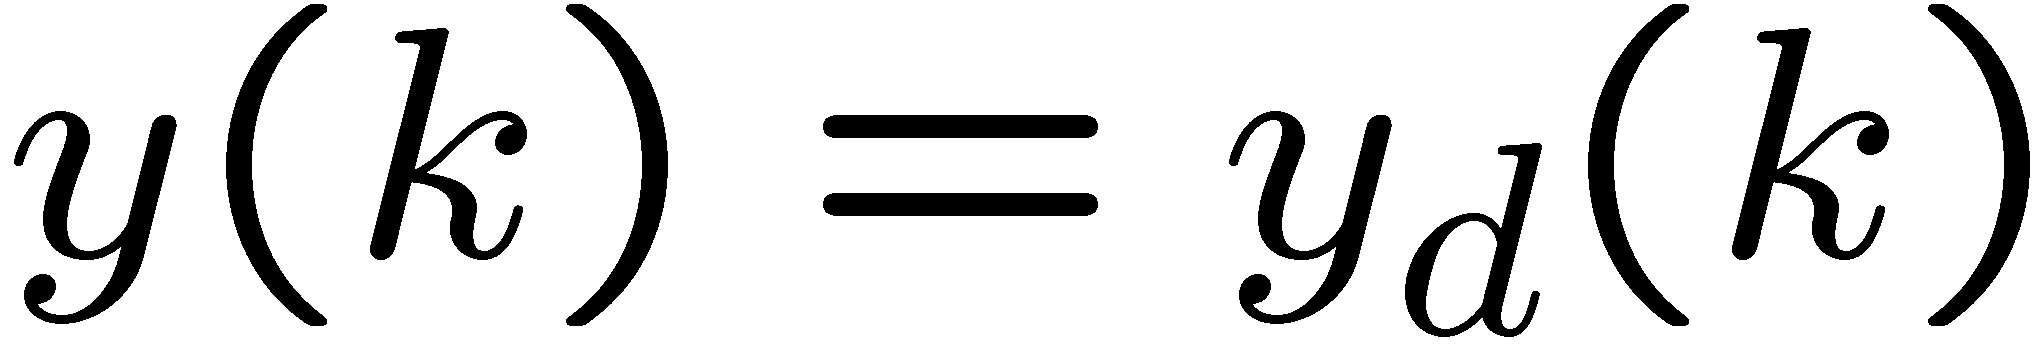 y(k) = y_d(k)